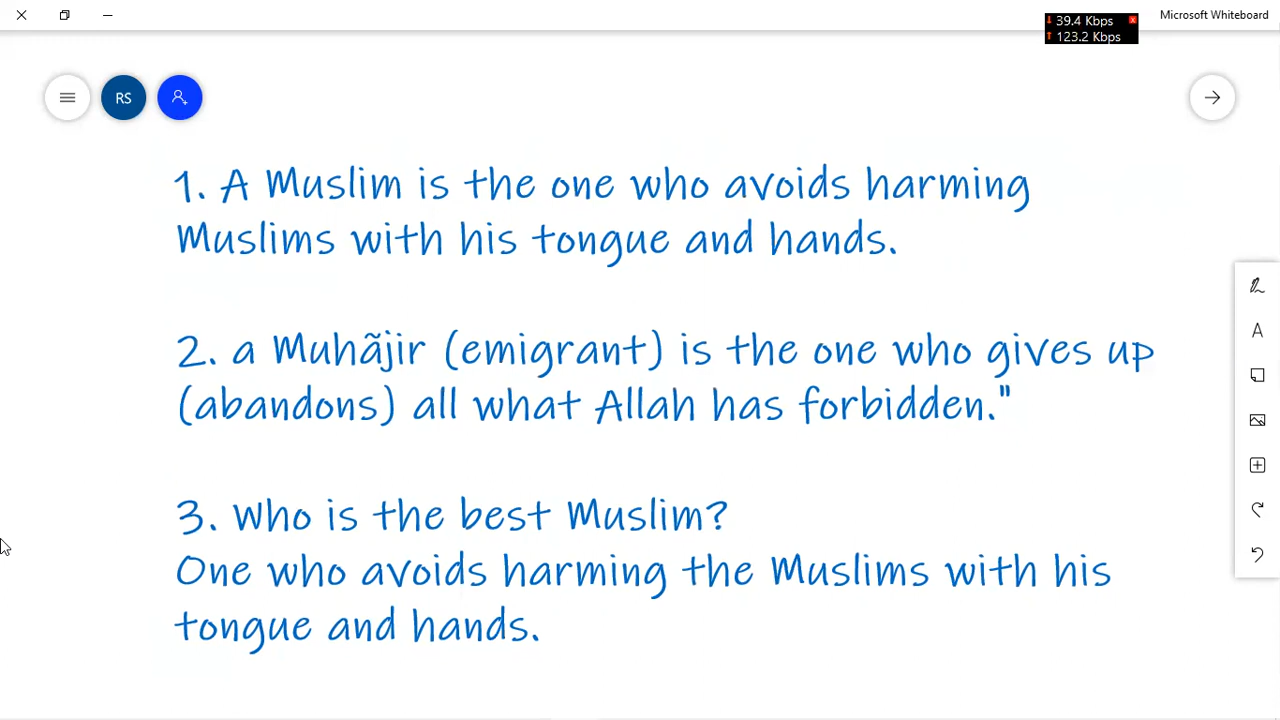 Microsoft Whiteboard
39.4 Kbps
123.2 Kbps
RS
1. A Muslim is the one who avoids harming
Muslims with his tongue and hands.
2. a Muhãjir (emigrant) is the one who gives up
(abandons) all what Allah has forbidden."
3. Who is the best Muslim?
One who avoids harming the Muslims with his
tongue and hands.